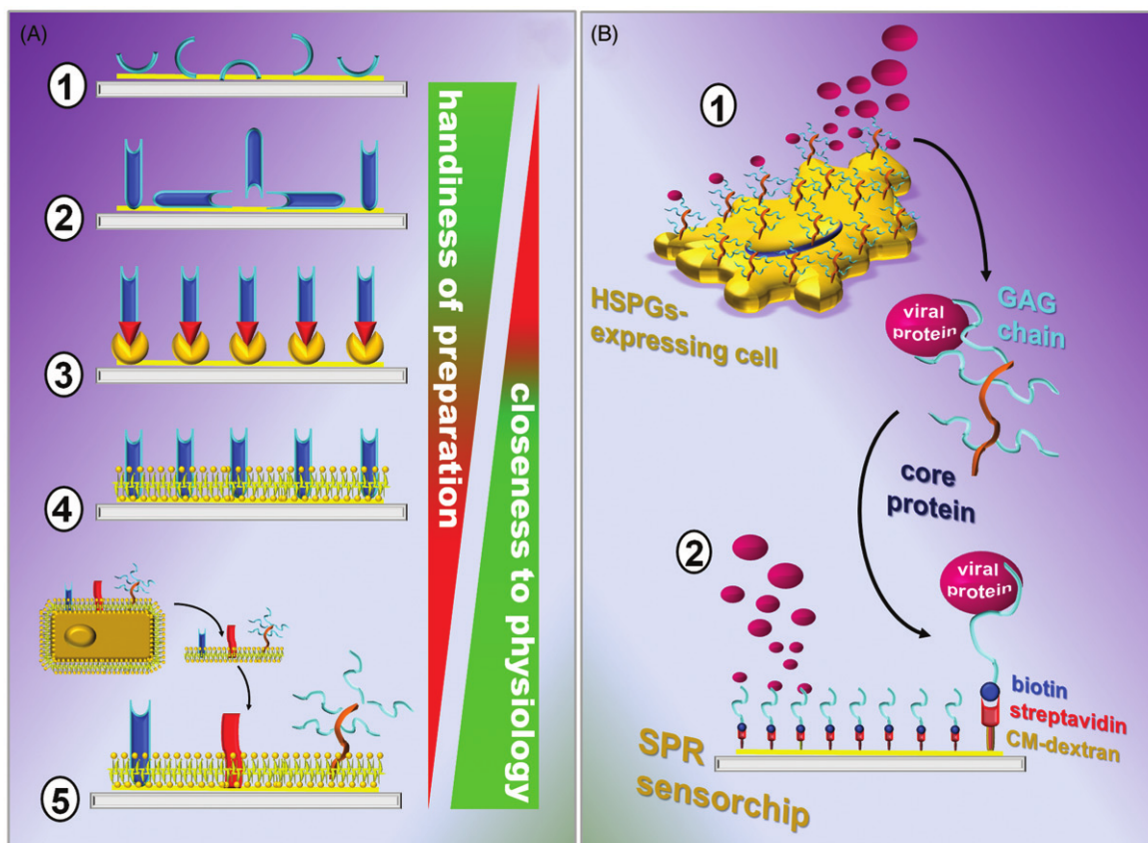 (A)
1
2
3
4
5
handiness of preparation
closeness to physiology
(B)
1
HSPGs-
expressing cell
viral
protein
GAG
chain
core
protein
2
viral
protein
biotin
streptavidin
CM-dextran
SPR
sensorchip